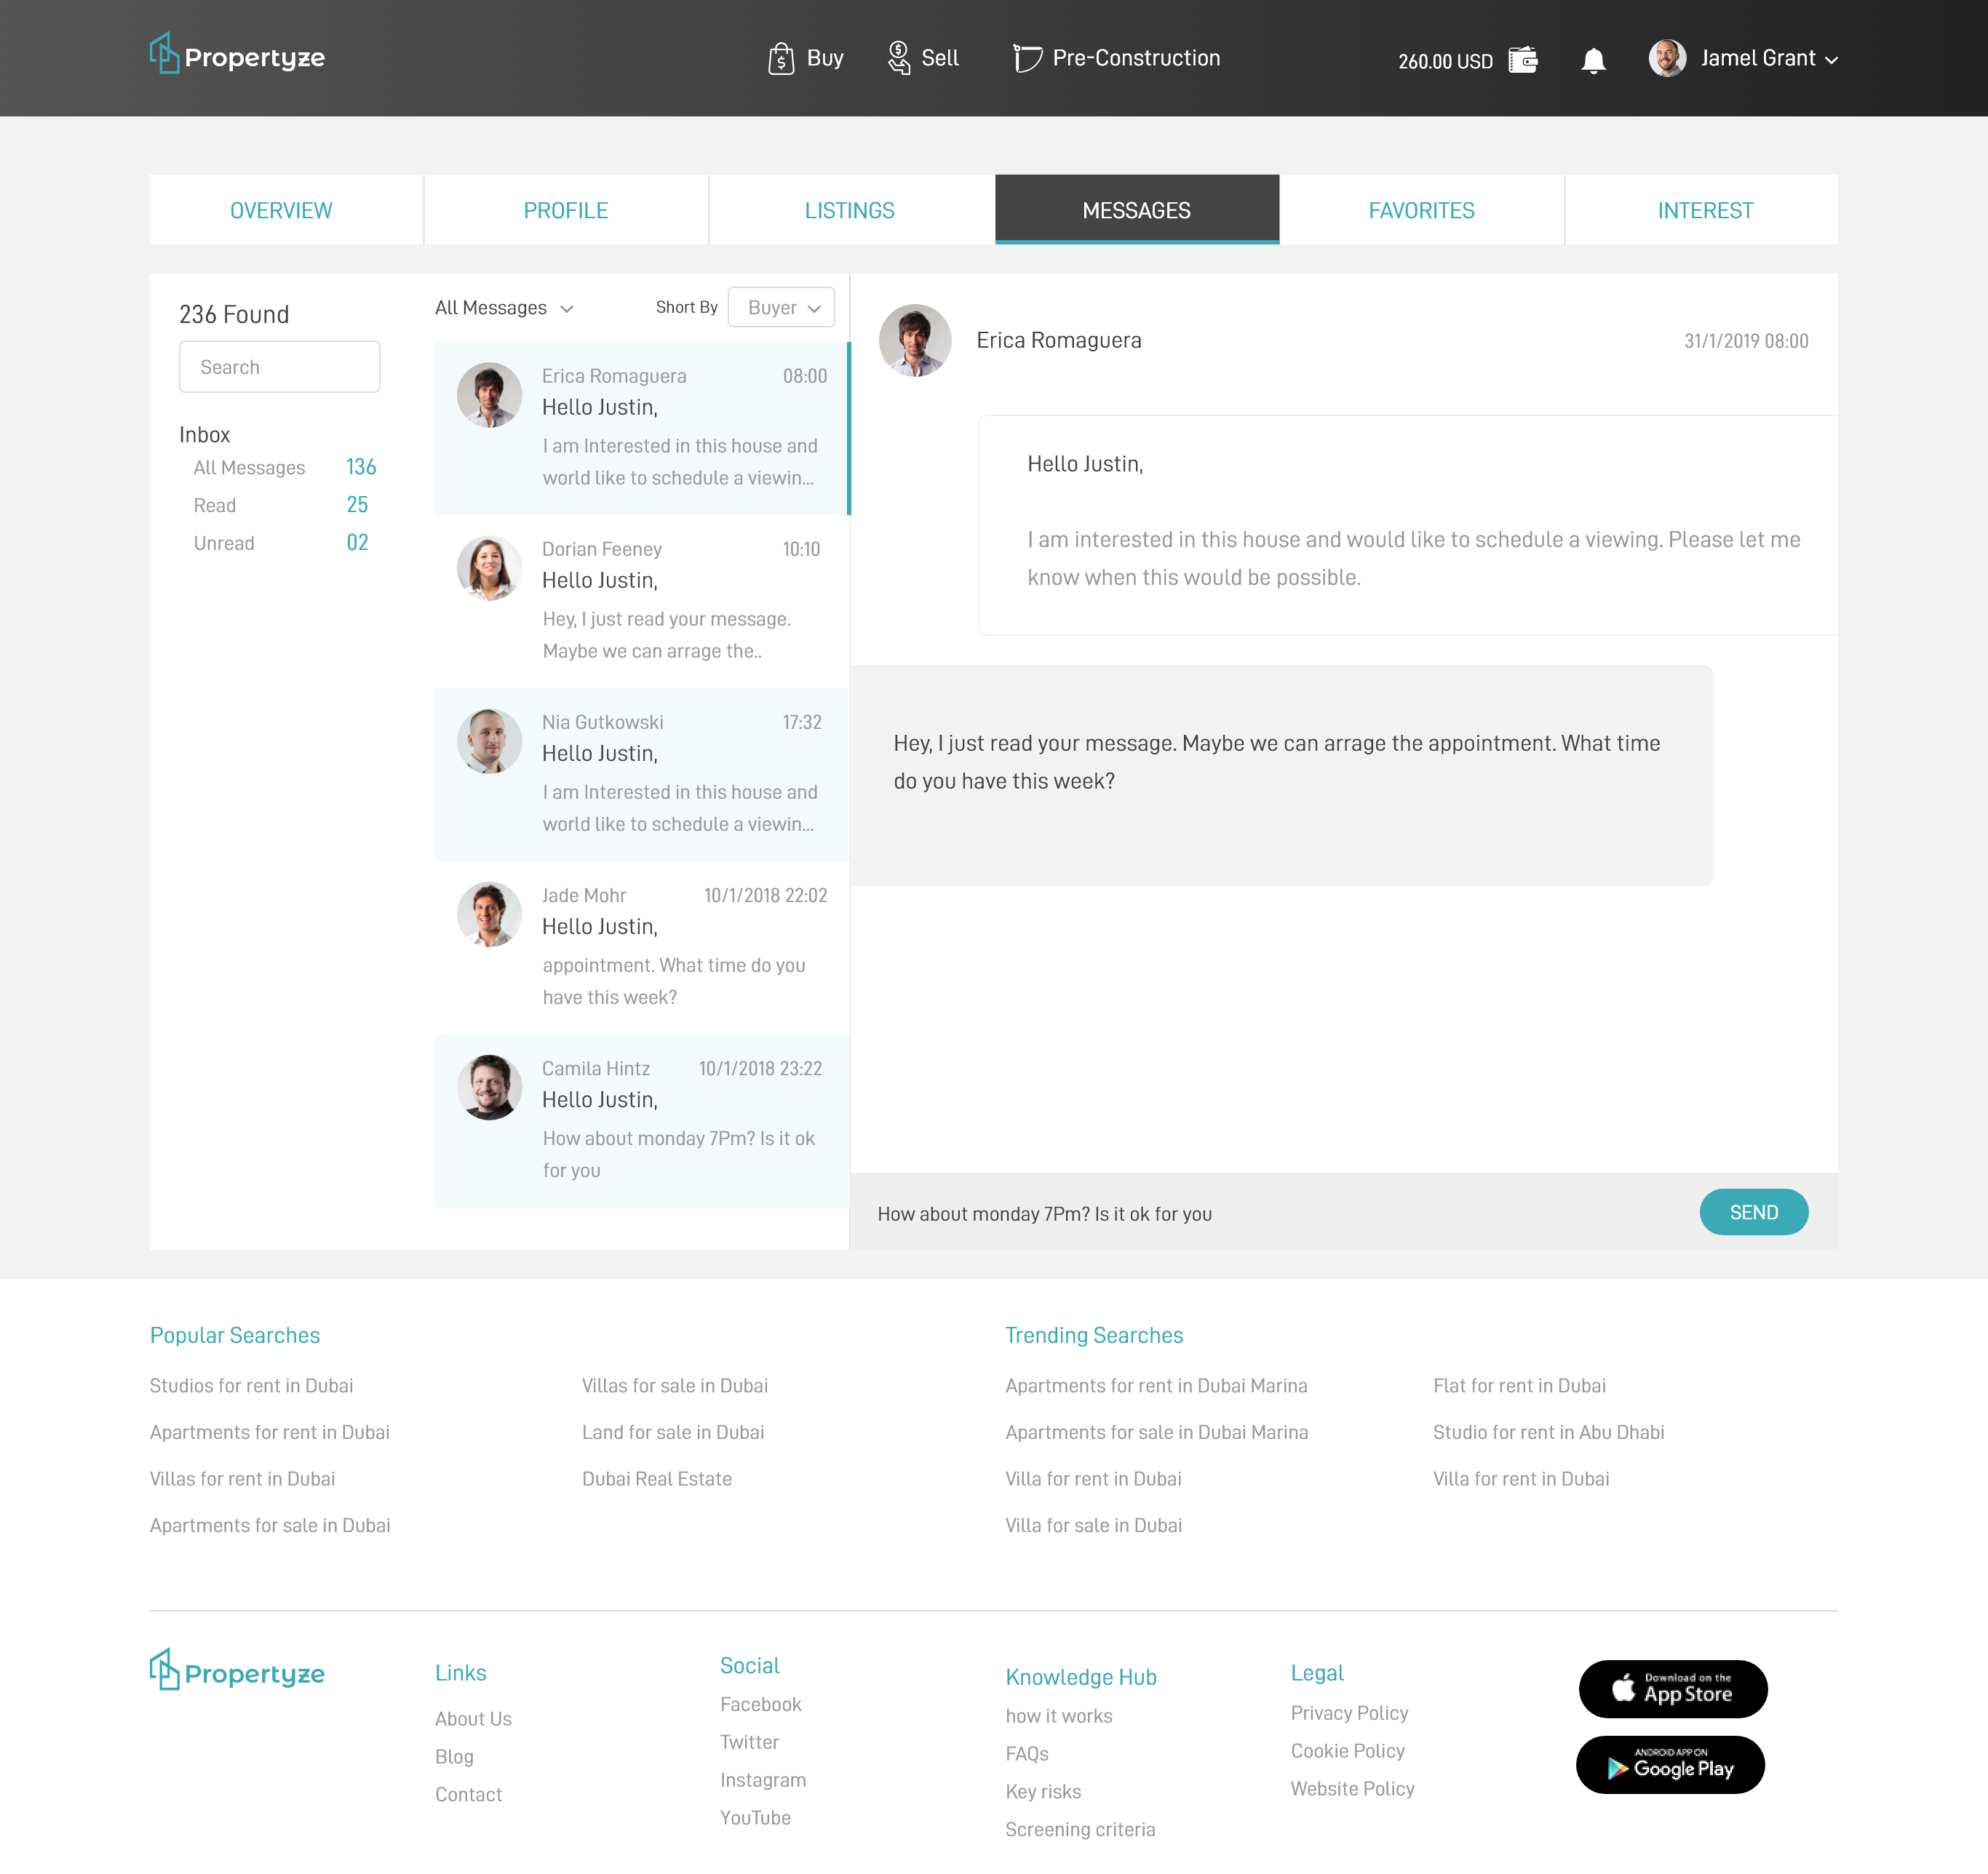 Propertyze
Buy
Sell
Pre-Construction
260.00 USD
Jamel Grant
OVERVIEW
PROFILE
LISTINGS
MESSAGES
FAVORITES
INTEREST
236 Found
Search
Inbox
All Messages 136
Read 25
Unread 02
All Messages
Short By
Buyer
Erica Romaguera 08:00
Hello Justin,
I am Interested in this house and
world like to schedule a viewin...
Dorian Feeney 10:10
Hello Justin,
Hey, I just read your message.
Maybe we can arrage the..
Nia Gutkowski 17:32
Hello Justin,
I am Interested in this house and
world like to schedule a viewin...
Jade Mohr 10/1/2018 22:02
Hello Justin,
appointment. What time do you
have this week?
Camila Hintz 10/1/2018 23:22
Hello Justin,
How about monday 7Pm? Is it ok
for you
Erica Romaguera
31/1/2019 08:00
Hello Justin,
I am interested in this house and would like to schedule a viewing. Please let me
know when this would be possible.
Hey, I just read your message. Maybe we can arrage the appointment. What time
do you have this week?
How about monday 7Pm? Is it ok for you
SEND
Popular Searches
Studios for rent in Dubai
Apartments for rent in Dubai
Villas for rent in Dubai
Apartments for sale in Dubai
Villas for sale in Dubai
Land for sale in Dubai
Dubai Real Estate
Trending Searches
Apartments for rent in Dubai Marina
Apartments for sale in Dubai Marina
Villa for rent in Dubai
Villa for sale in Dubai
Flat for rent in Dubai
Studio for rent in Abu Dhabi
Villa for rent in Dubai
Propertyze
Links
About Us
Blog
Contact
Social
Facebook
Twitter
Instagram
YouTube
Knowledge Hub
how it works
FAQs
Key risks
Screening criteria
Legal
Privacy Policy
Cookie Policy
Website Policy
Download on the
App Store
ANDROID APP ON
Google Play